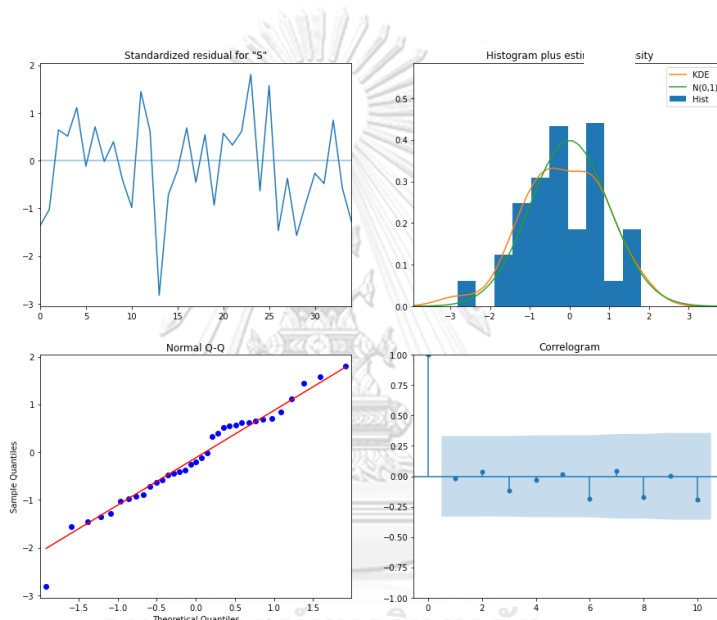 Standardized residual for "S"
2
1
0
−1
−2
−3
0 5 10 15 20 25 30
Histogram plus esti sity
KDE
N(0,1)
Hist
0.5
0.4
0.3
0.2
0.1
0.0
−3 −2 −1 0 1 2 3
Normal Q-Q
Sample Quantiles
2
1
0
−1
−2
−3
−1.5 −1.0 −0.5 0.0 0.5 1.0 1.5
Theoretical Quantiles
Correlogram
1.00
0.75
0.50
0.25
0.00
−0.25
−0.50
−0.75
−1.00
0 2 4 6 8 10